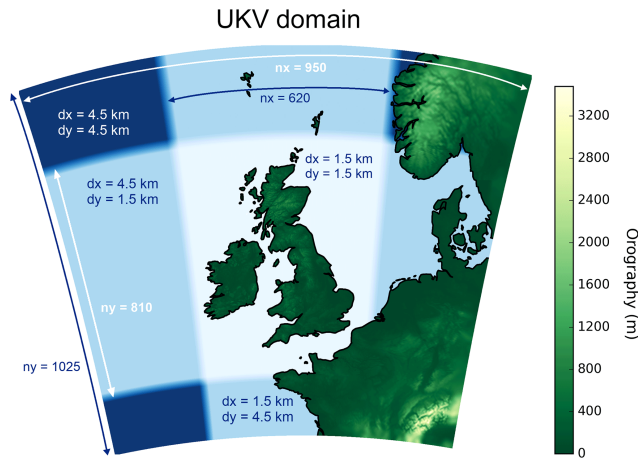 UKV domain
nx = 950
nx = 620
dx = 4.5 km
dy = 4.5 km
dx = 1.5 km
dy = 1.5 km
dx = 4.5 km
dy = 1.5 km
ny = 810
ny = 1025
dx = 1.5 km
dy = 4.5 km
3200
2800
2400
2000
1600
1200
800
400
0
Orography (m)